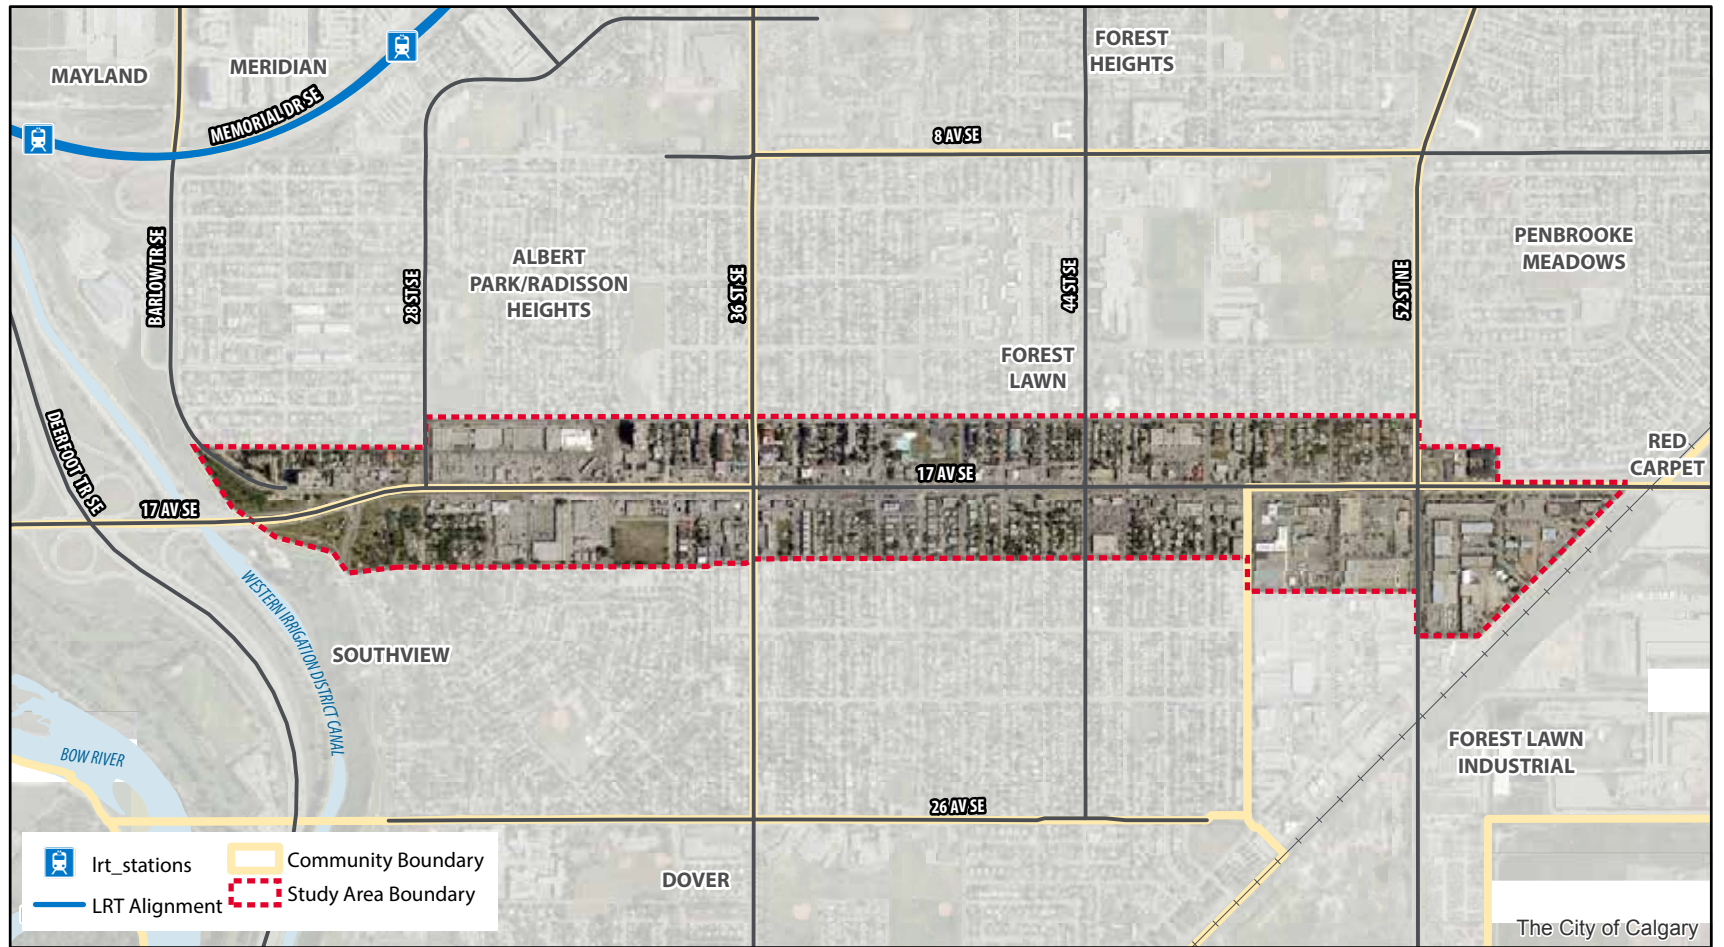 MAYLAND
MERIDIAN
FOREST
HEIGHTS
MEMORIAL DR SE
8 AV SE
BARLOW TR SE
28 ST SE
ALBERT
PARK/RADISSON
HEIGHTS
36 ST SE
44 ST SE
52 ST NE
PENBROOKE
MEADOWS
FOREST
LAWN
DEERFOOT TR SE
17 AV SE
17 AV SE
RED
CARPET
WESTERN IRRIGATION DISTRICT CANAL
SOUTHVIEW
BOW RIVER
FOREST LAWN
INDUSTRIAL
26 AV SE
DOVER
lrt_stations
LRT Alignment
Community Boundary
Study Area Boundary
The City of Calgary